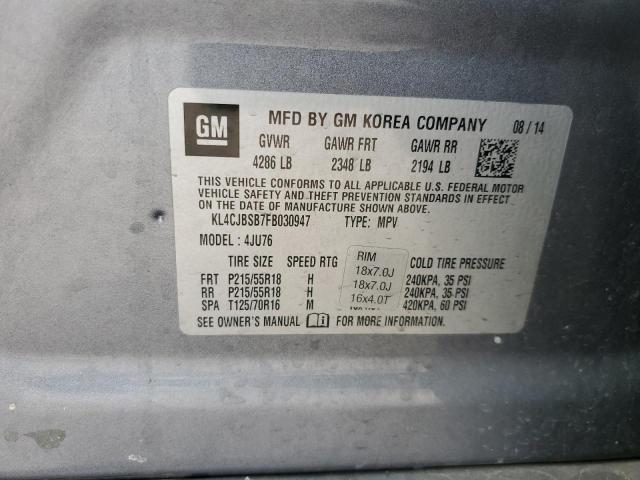 GM
MFD BY GM KOREA COMPANY 08/14
GVWR GAWR FRT GAWR RR
4286 LB 2348 LB 2194 LB
THIS VEHICLE CONFORMS TO ALL APPLICABLE U.S. FEDERAL MOTOR
VEHICLE SAFETY AND THEFT PREVENTION STANDARDS IN EFFECT
ON THE DATE OF MANUFACTURE SHOWN ABOVE.
KL4CJBSB7FB030947 TYPE: MPV
MODEL : 4JU76
TIRE SIZE SPEED RTG RIM COLD TIRE PRESSURE
FRT P215/55R18 H 18x7.0J 240KPA, 35 PSI
RR P215/55R18 H 18x7.0J 240KPA, 35 PSI
SPA T125/70R16 M 16x4.0T 420KPA, 60 PSI
SEE OWNER'S MANUAL FOR MORE INFORMATION.